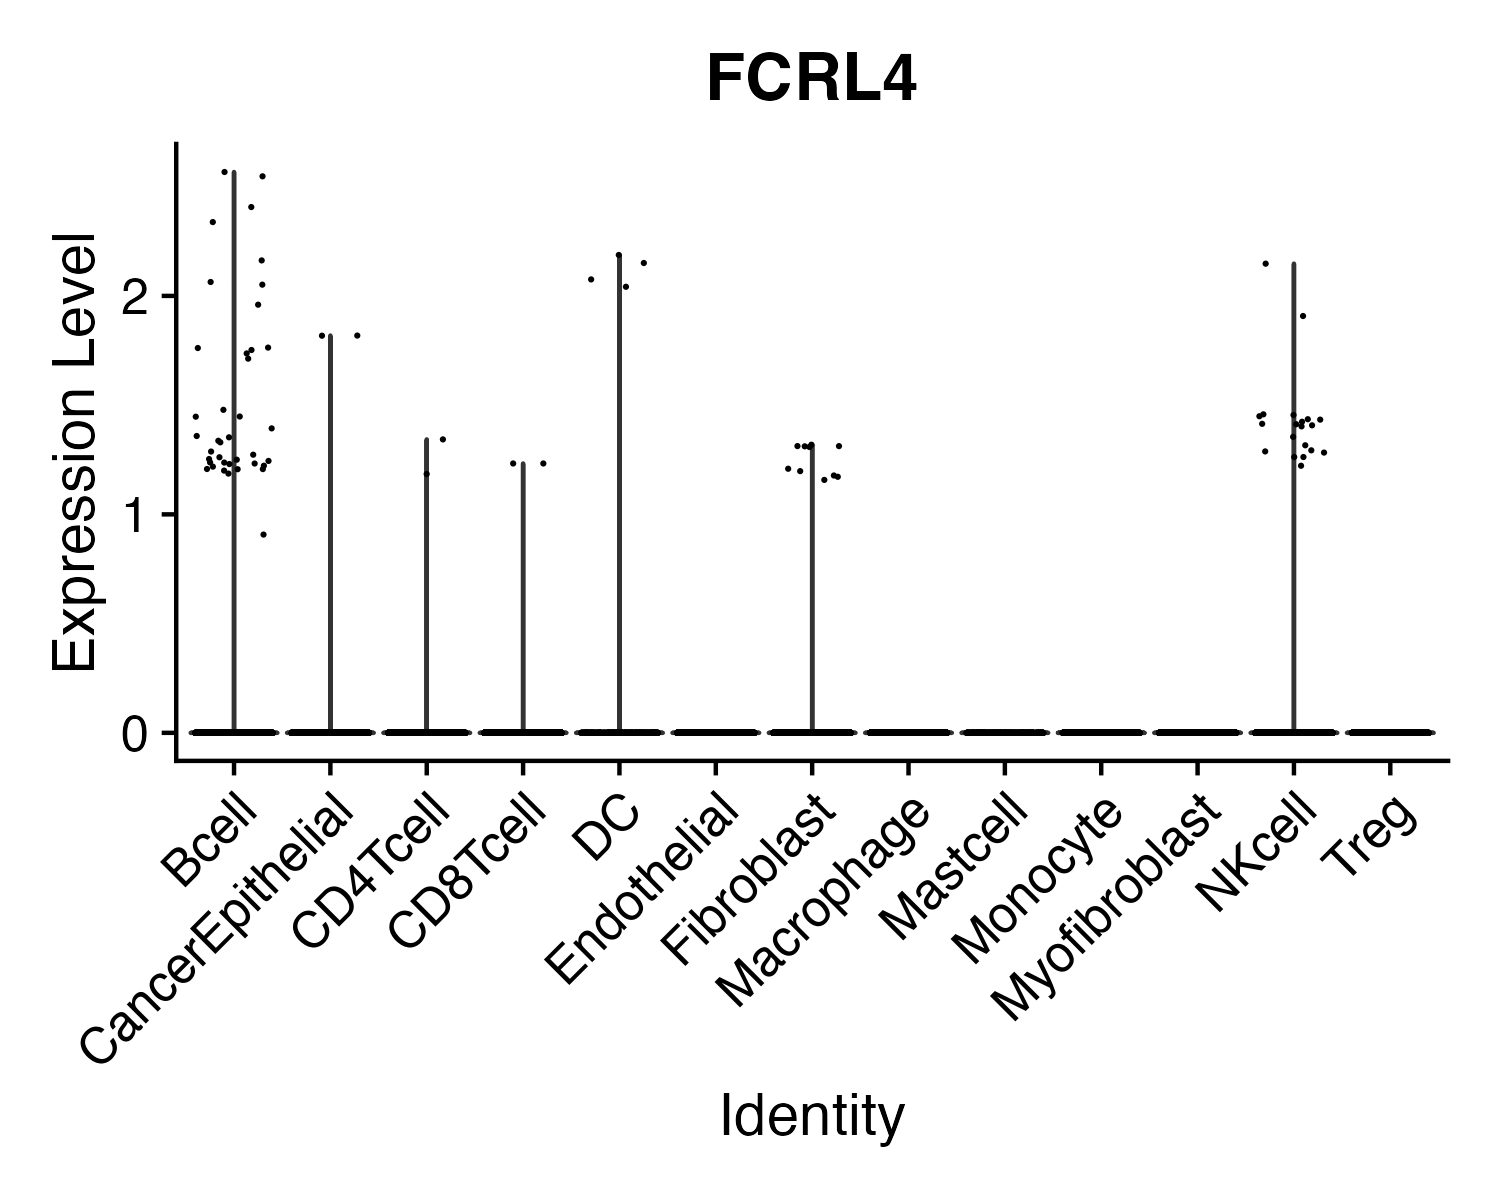 FCRL4
Expression Level
2
1
0
Bcell
CancerEpithelial
CD4Tcell
CD8Tcell
DC
Endothelial
Fibroblast
Macrophage
Mastcell
Monocyte
Myofibroblast
NKcell
Treg
Identity